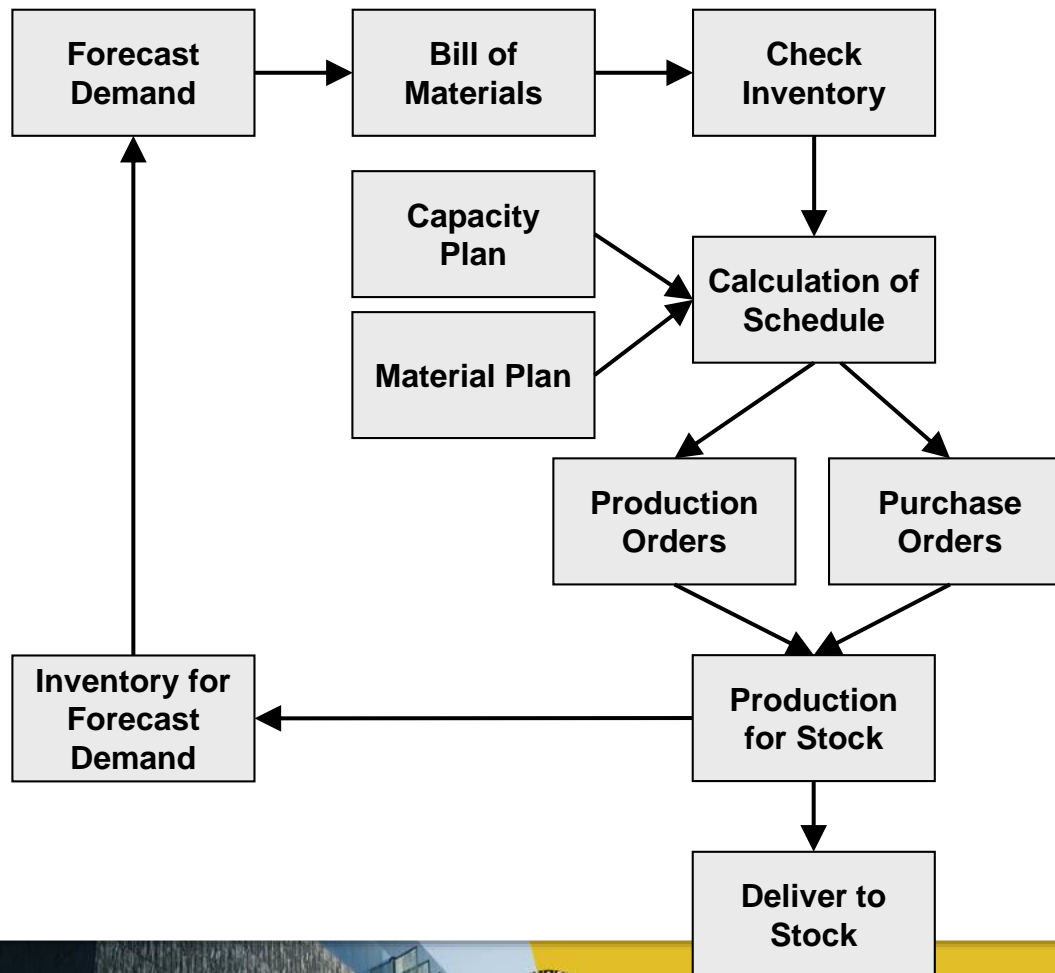 Forecast
Demand
Bill of
Materials
Check
Inventory
Capacity
Plan
Calculation of
Schedule
Material Plan
Production
Orders
Purchase
Orders
Inventory for
Forecast
Demand
Production
for Stock
Deliver to
Stock